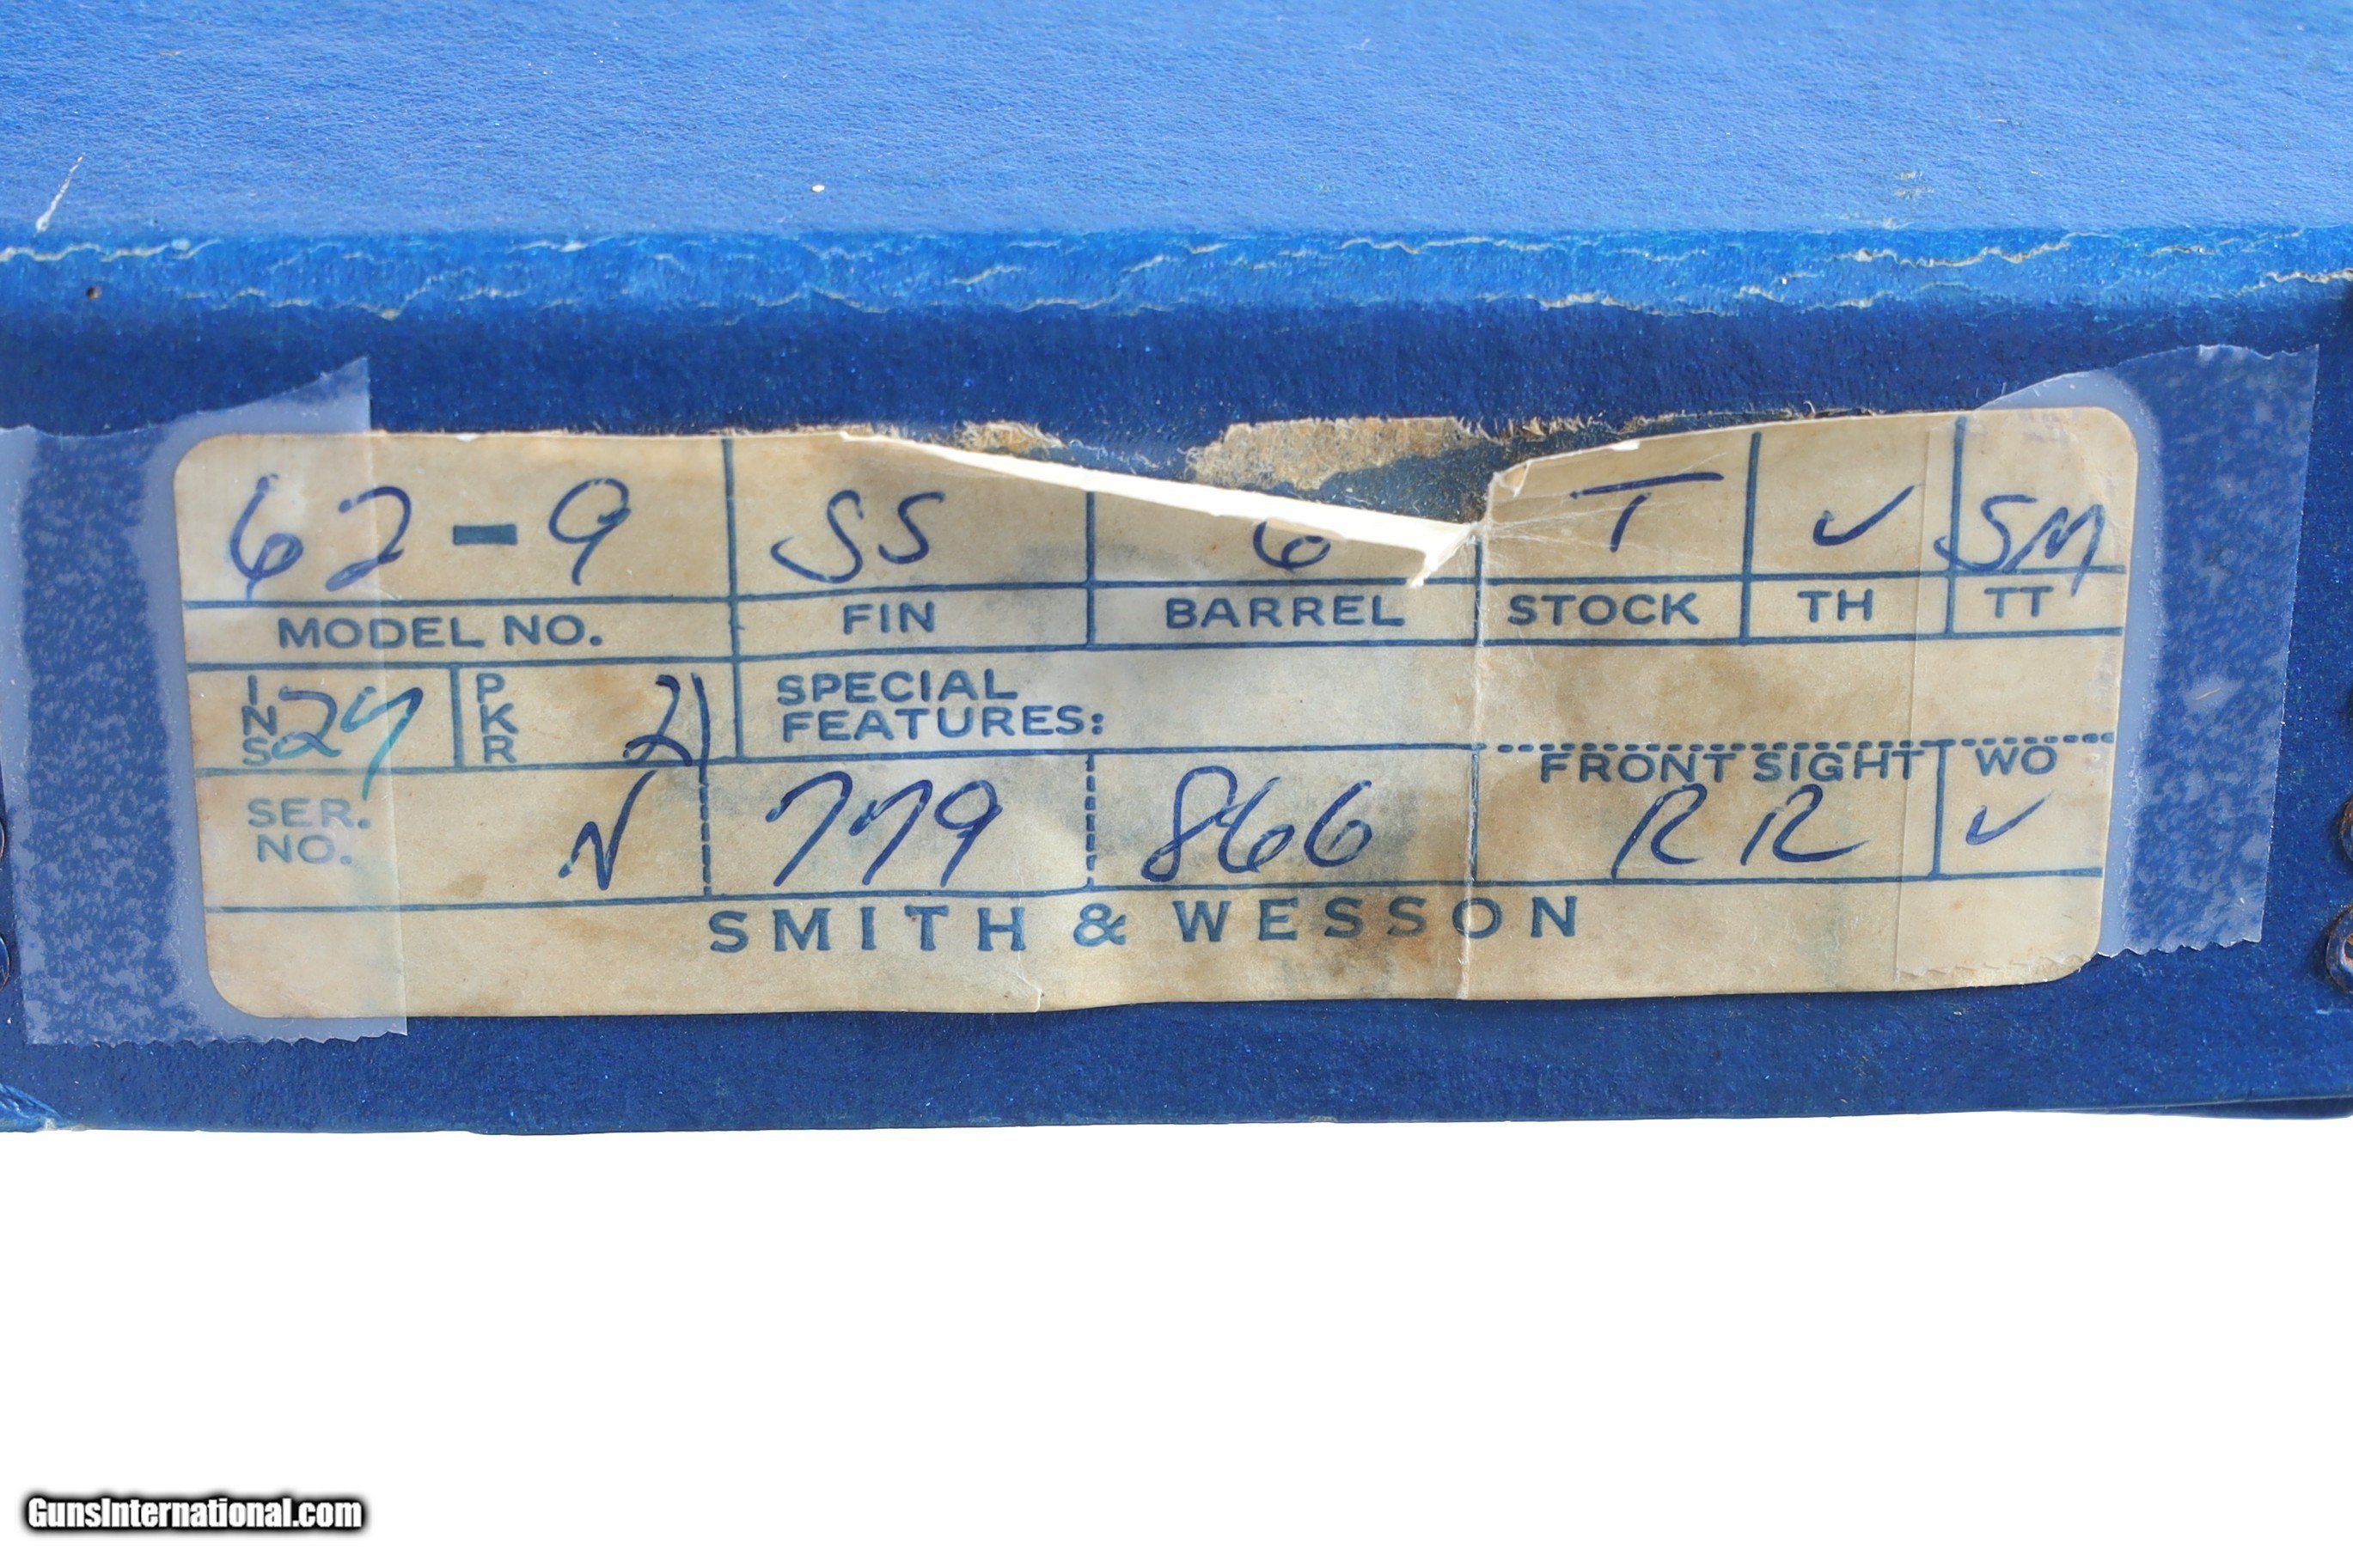 62-9 SS 6 T ✓ SM
MODEL NO. FIN BARREL STOCK TH TT
INS 24 PKR 21 SPECIAL
FEATURES:
SER.
NO. N 779 866 FRONT SIGHT RR WO ✓
SMITH & WESSON
GunsInternational.com